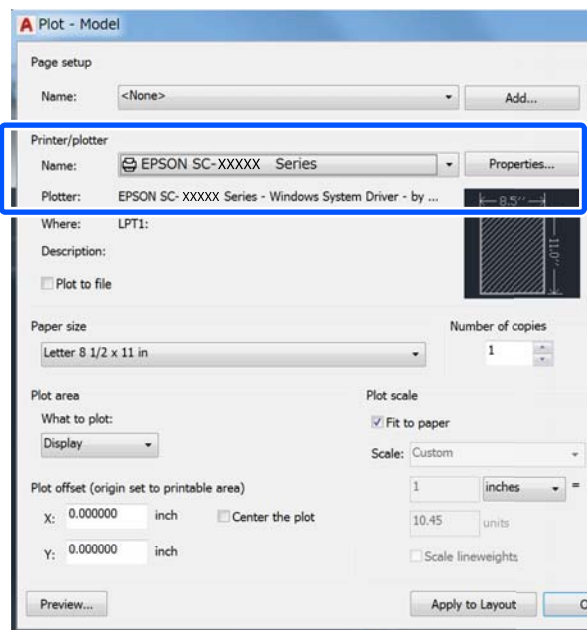 A Plot - Model
Page setup
Name: <None> Add...
Printer/plotter
Name: EPSON SC-XXXXX Series Properties...
Plotter: EPSON SC- XXXXX Series - Windows System Driver - by ...
8.5''
Where: LPT1:
11.0''
Description:
Plot to file
Paper size Number of copies
Letter 8 1/2 x 11 in 1
Plot area Plot scale
What to plot: Fit to paper
Display Scale: Custom
Plot offset (origin set to printable area) 1 inches =
X: 0.000000 inch Center the plot 10.45 units
Y: 0.000000 inch Scale lineweights
Preview... Apply to Layout